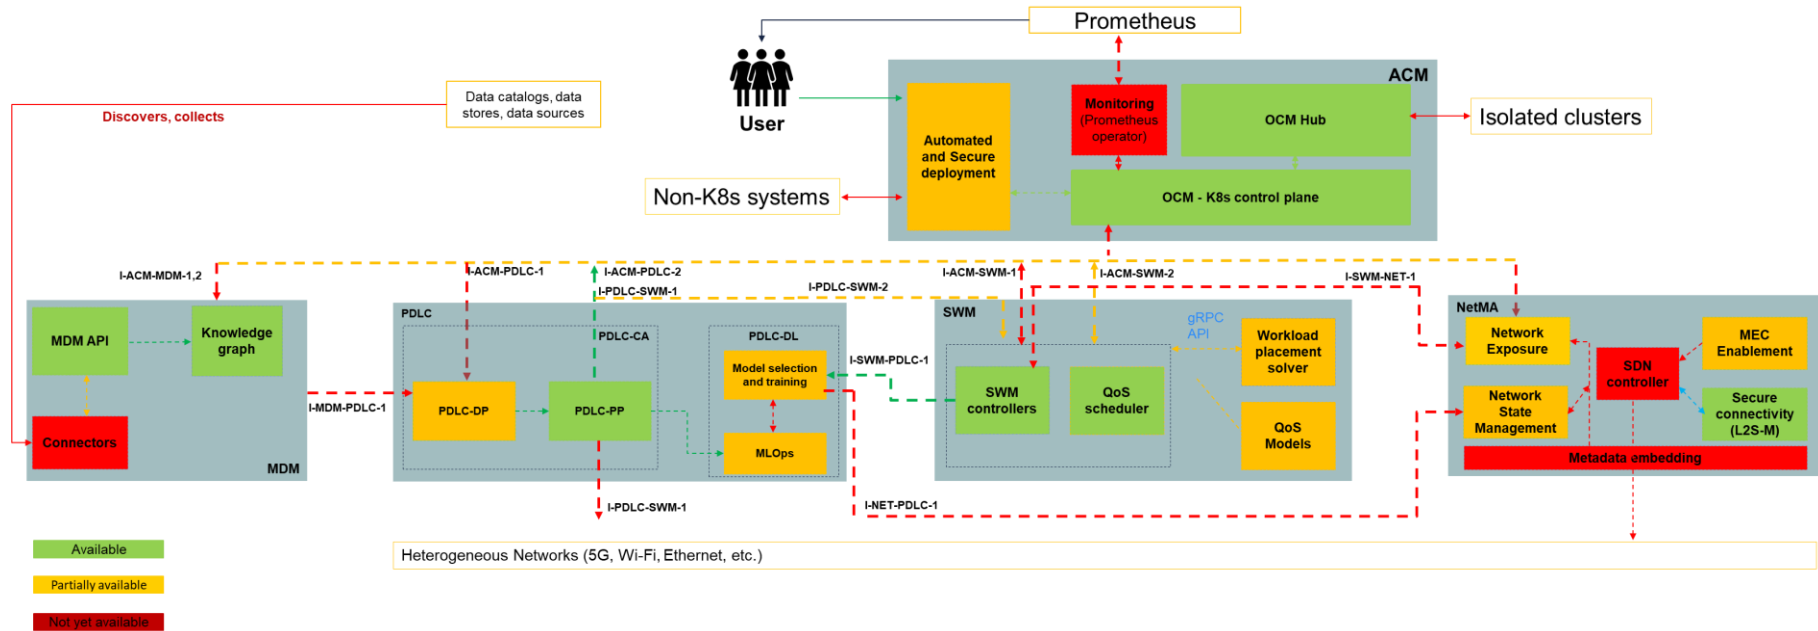 Prometheus
ACM
Data catalogs, data
stores, data sources
Discovers, collects
User
Automated
and Secure
deployment
Monitoring
(Prometheus
operator)
OCM Hub
Isolated clusters
Non-K8s systems
OCM - K8s control plane
I-ACM-MDM-1,2
I-ACM-PDLC-1
I-ACM-PDLC-2
I-PDLC-SWM-1
I-PDLC-SWM-2
I-ACM-SWM-1
I-ACM-SWM-2
I-SWM-NET-1
MDM API
Knowledge
graph
Connectors
MDM
I-MDM-PDLC-1
PDLC
PDLC-CA
PDLC-DP
PDLC-PP
PDLC-DL
Model selection
and training
MLOps
I-SWM-PDLC-1
I-PDLC-SWM-1
I-NET-PDLC-1
SWM
gRPC
API
SWM
controllers
QoS
scheduler
Workload
placement
solver
QoS
Models
NetMA
Network
Exposure
MEC
Enablement
SDN
controller
Network
State
Management
Secure
connectivity
(L2S-M)
Metadata embedding
Heterogeneous Networks (5G, Wi-Fi, Ethernet, etc.)
Available
Partially available
Not yet available